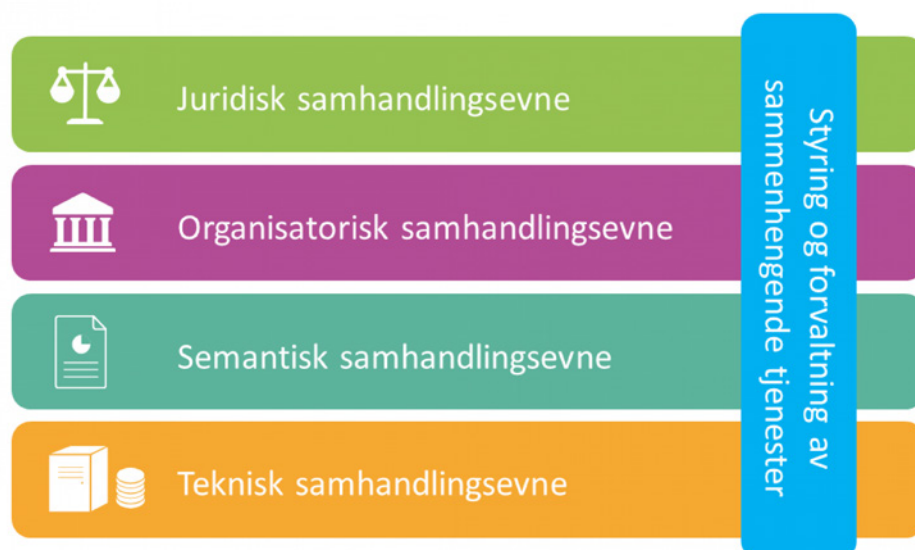 Juridisk samhandlingsevne
Organisatorisk samhandlingsevne
Semantisk samhandlingsevne
Teknisk samhandlingsevne
Styring og forvaltning av
sammenhengende tjenester